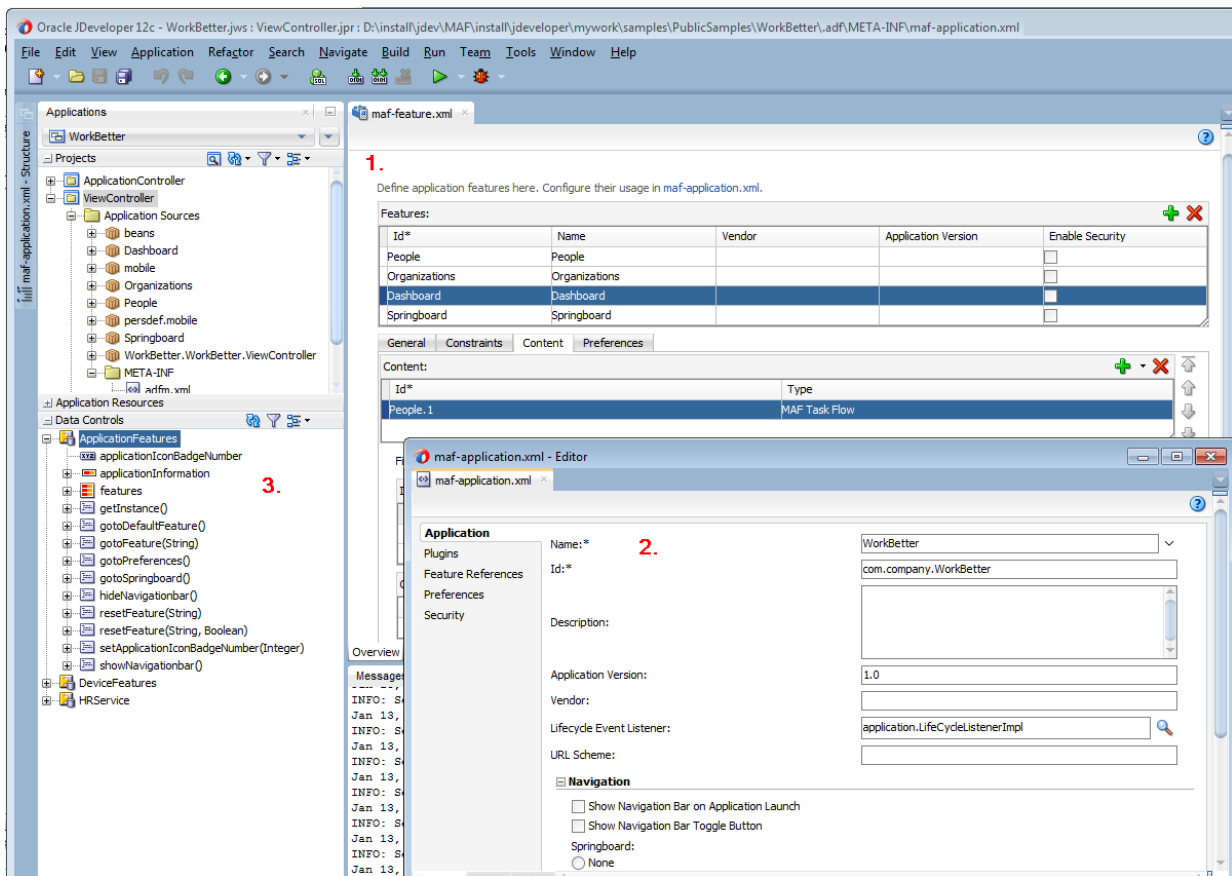 Oracle JDeveloper 12c - WorkBetter.jws : ViewController.jpr : D:\install\jdev\MAF\install\jdeveloper\mywork\samples\PublicSamples\WorkBetter\.adf\META-INF\maf-application.xml
File Edit View Application Refactor Search Navigate Build Run Team Tools Window Help
Applications
WorkBetter
Projects
ApplicationController
ViewController
Application Sources
beans
Dashboard
mobile
Organizations
People
persdef.mobile
Springboard
WorkBetter.WorkBetter.ViewController
META-INF
adfm.xml
Application Resources
Data Controls
ApplicationFeatures
applicationIconBadgeNumber
applicationInformation
features
3.
getInstance()
gotoDefaultFeature()
gotoFeature(String)
gotoPreferences()
gotoSpringboard()
hideNavigationbar()
resetFeature(String)
resetFeature(String, Boolean)
setApplicationIconBadgeNumber(Integer)
showNavigationbar()
DeviceFeatures
HRService
maf-application.xml - Structure
maf-feature.xml
1.
Define application features here. Configure their usage in maf-application.xml.
Features:
Id* Name Vendor Application Version Enable Security
People People
Organizations Organizations
Dashboard Dashboard
Springboard Springboard
General Constraints Content Preferences
Content:
Id* Type
People.1 MAF Task Flow
Overview
Messages
INFO: Se
Jan 13,
INFO: Se
Jan 13,
INFO: Se
Jan 13,
INFO: Se
Jan 13,
INFO: Se
Jan 13,
INFO: Se
Jan 13,
maf-application.xml - Editor
maf-application.xml
Application
Plugins
Feature References
Preferences
Security
Name:* 2. WorkBetter
Id:* com.company.WorkBetter
Description:
Application Version: 1.0
Vendor:
Lifecycle Event Listener: application.LifeCycleListenerImpl
URL Scheme:
Navigation
Show Navigation Bar on Application Launch
Show Navigation Bar Toggle Button
Springboard:
None